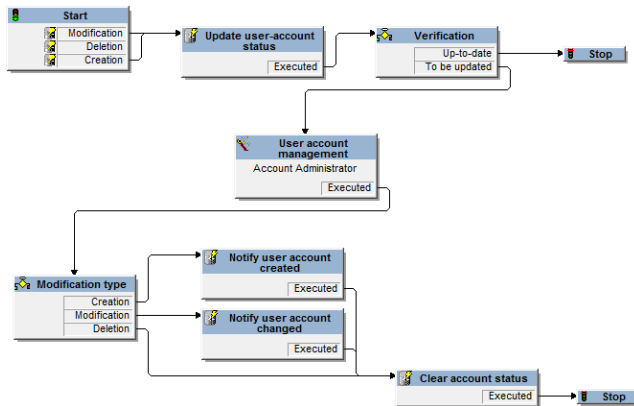 Start
Modification
Deletion
Creation
Update user-account
status
Executed
Verification
Up-to-date
To be updated
Stop
User account
management
Account Administrator
Executed
Modification type
Creation
Modification
Deletion
Notify user account
created
Executed
Notify user account
changed
Executed
Clear account status
Executed
Stop